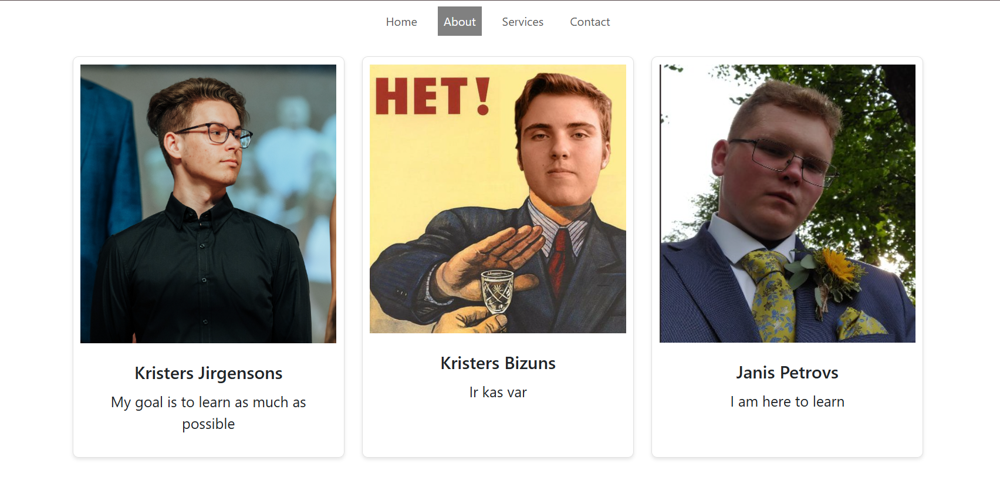 Home About Services Contact
НЕТ!
Kristers Jirgensons
My goal is to learn as much as
possible
Kristers Bizuns
Ir kas var
Janis Petrovs
I am here to learn